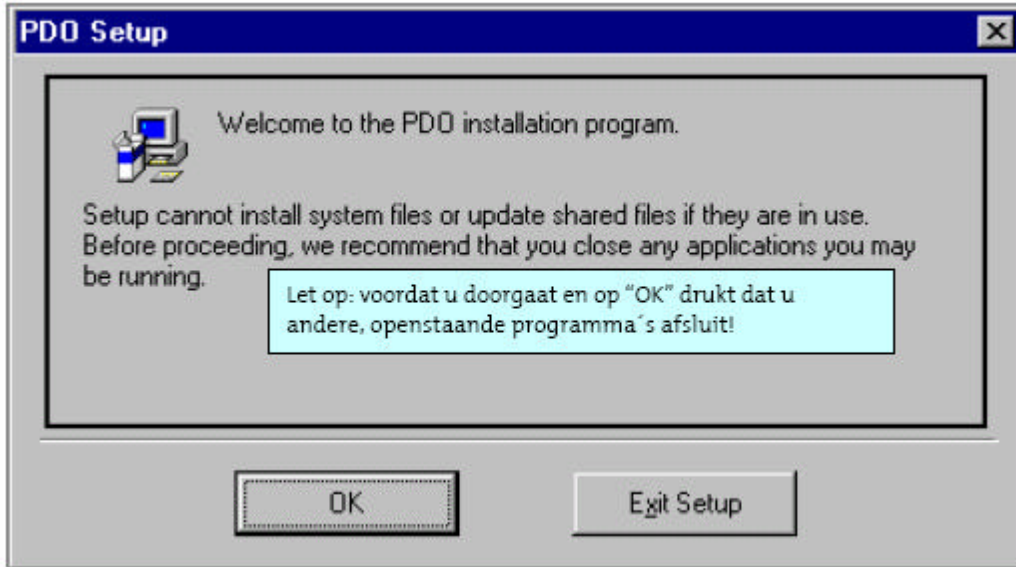 PDO Setup
Welcome to the PDO installation program.
Setup cannot install system files or update shared files if they are in use.
Before proceeding, we recommend that you close any applications you may
be running.
Let op: voordat u doorgaat en op “OK” drukt dat u
andere, openstaande programma´s afsluit!
OK
Exit Setup